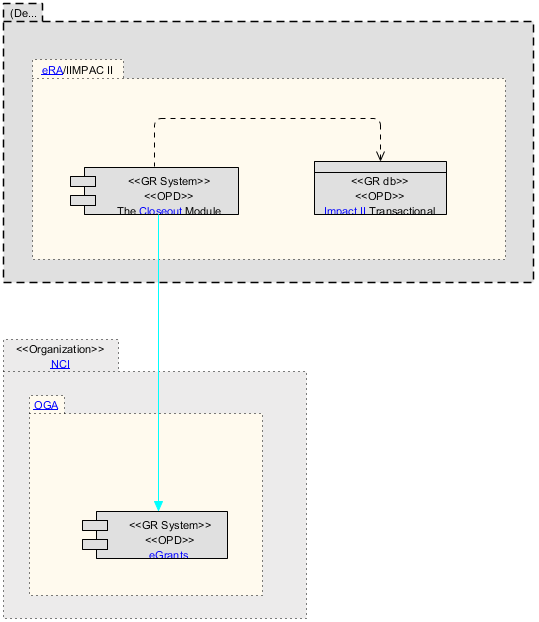 (De...
eRA/IIMPAC II
<<GR System>>
<<OPD>>
The Closeout Module
<<GR db>>
<<OPD>>
Impact II Transactional
<<Organization>>
NCI
OGA
<<GR System>>
<<OPD>>
eGrants